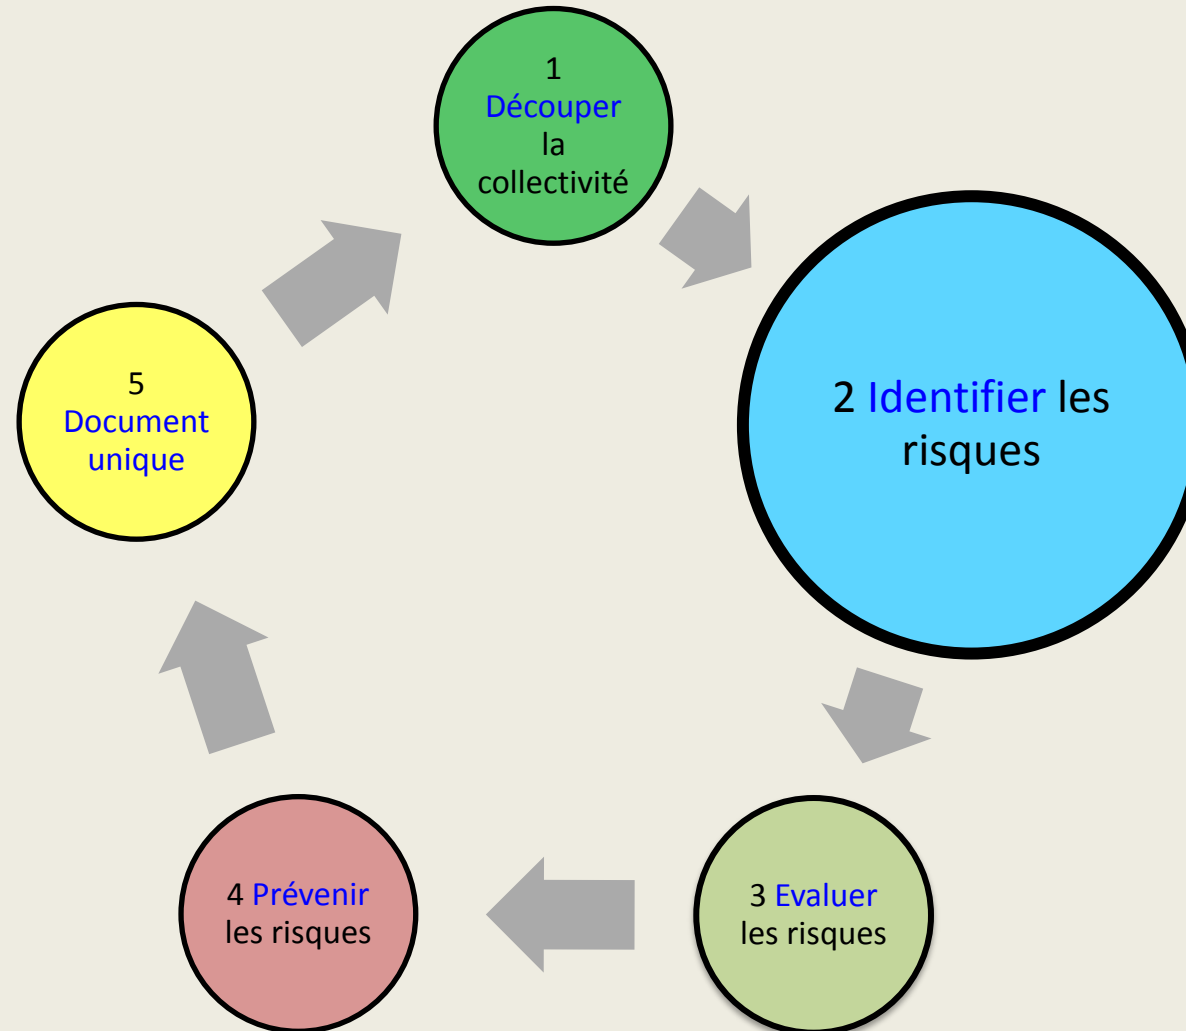 1
Découper
la
collectivité
2 Identifier les
risques
3 Evaluer
les risques
4 Prévenir
les risques
5
Document
unique